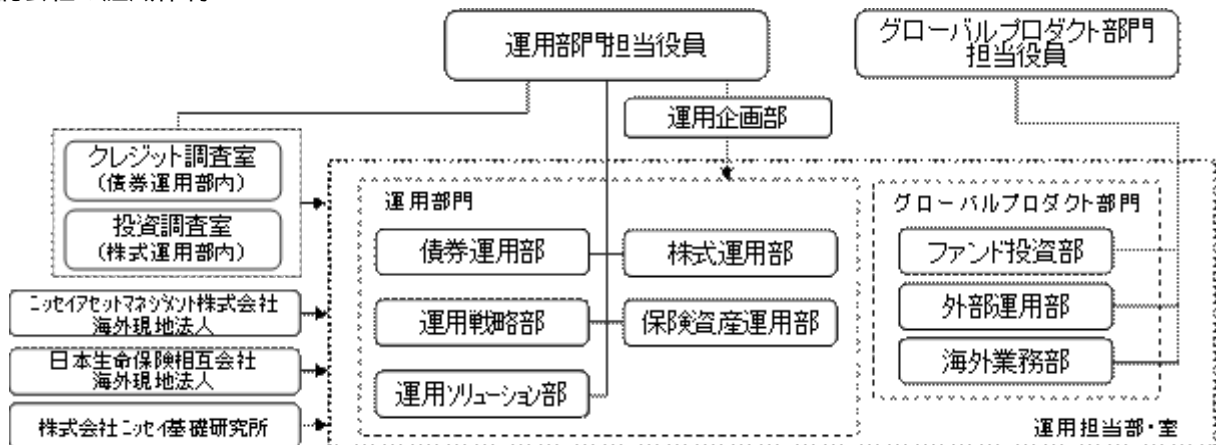 運用部門担当役員
グローバルプロダクト部門
担当役員
運用企画部
クレジット調査室
(債券運用部内)
投資調査室
(株式運用部内)
運用部門
グローバルプロダクト部門
債券運用部
株式運用部
ファンド投資部
ニッセイアセットマネジメント株式会社
海外現地法人
運用戦略部
保険資産運用部
外部運用部
日本生命保険相互会社
海外現地法人
運用ソリューション部
海外業務部
株式会社ニッセイ基礎研究所
運用担当部・室